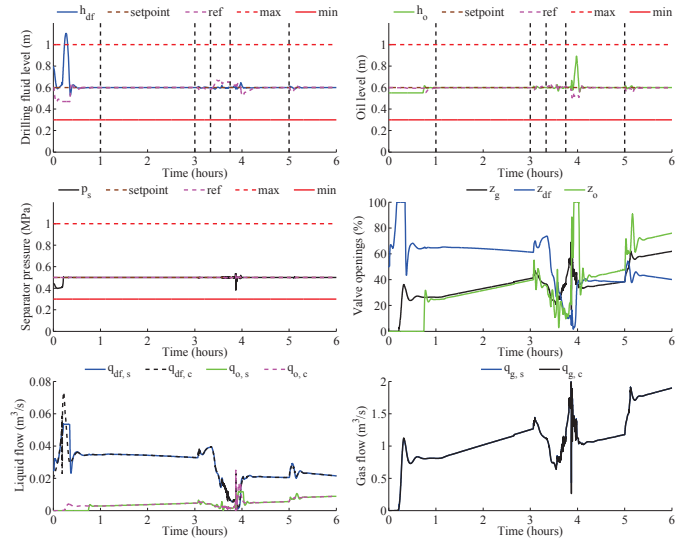 h_df setpoint ref max min
Drilling fluid level (m)
1
0.8
0.6
0.4
0.2
0
0 1 2 3 4 5 6
Time (hours)
h_o setpoint ref max min
Oil level (m)
1
0.8
0.6
0.4
0.2
0
0 1 2 3 4 5 6
Time (hours)
p_s setpoint ref max min
Separator pressure (MPa)
1
0.8
0.6
0.4
0.2
0
0 1 2 3 4 5 6
Time (hours)
z_g z_df z_o
Valve openings (%)
100
80
60
40
20
0
0 1 2 3 4 5 6
Time (hours)
q_df, s q_df, c q_o, s q_o, c
Liquid flow (m³/s)
0.08
0.06
0.04
0.02
0
0 1 2 3 4 5 6
Time (hours)
q_g, s q_g, c
Gas flow (m³/s)
2
1.5
1
0.5
0
0 1 2 3 4 5 6
Time (hours)